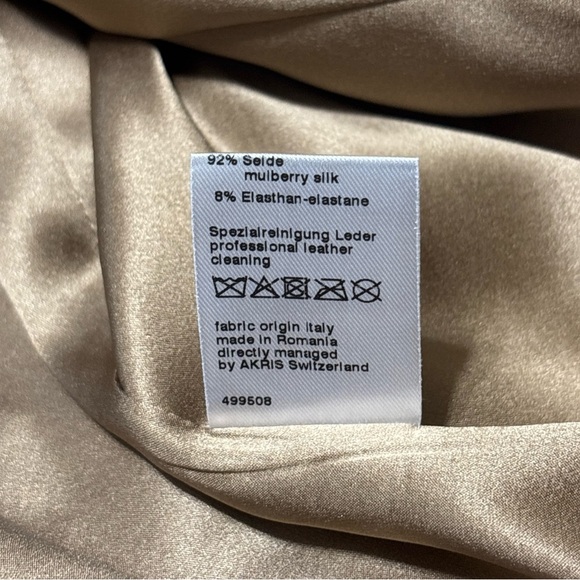 92% Seide
mulberry silk
8% Elasthan-elastane
Spezialreinigung Leder
professional leather
cleaning
fabric origin Italy
made in Romania
directly managed
by AKRIS Switzerland
499508